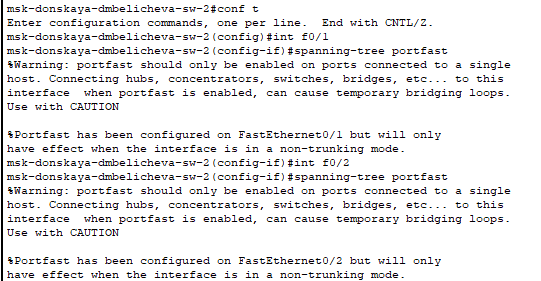 msk-donskaya-dmbelicheva-sw-2#conf t
Enter configuration commands, one per line.  End with CNTL/Z.
msk-donskaya-dmbelicheva-sw-2(config)#int f0/1
msk-donskaya-dmbelicheva-sw-2(config-if)#spanning-tree portfast
%Warning: portfast should only be enabled on ports connected to a single
host. Connecting hubs, concentrators, switches, bridges, etc... to this
interface  when portfast is enabled, can cause temporary bridging loops.
Use with CAUTION

%Portfast has been configured on FastEthernet0/1 but will only
have effect when the interface is in a non-trunking mode.
msk-donskaya-dmbelicheva-sw-2(config-if)#int f0/2
msk-donskaya-dmbelicheva-sw-2(config-if)#spanning-tree portfast
%Warning: portfast should only be enabled on ports connected to a single
host. Connecting hubs, concentrators, switches, bridges, etc... to this
interface  when portfast is enabled, can cause temporary bridging loops.
Use with CAUTION

%Portfast has been configured on FastEthernet0/2 but will only
have effect when the interface is in a non-trunking mode.